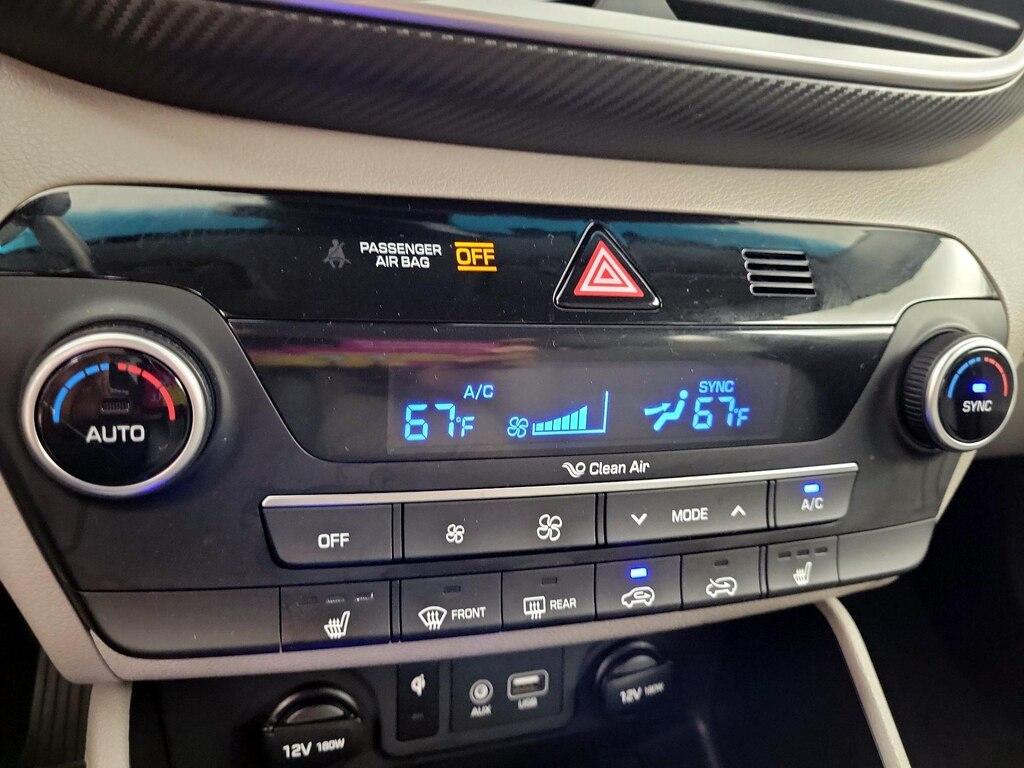 PASSENGER
AIR BAG
OFF
AUTO
A/C
67°F
SYNC
67°F
SYNC
Clean Air
OFF
MODE
A/C
FRONT
REAR
AUX
USB
12V 180W
12V 180W